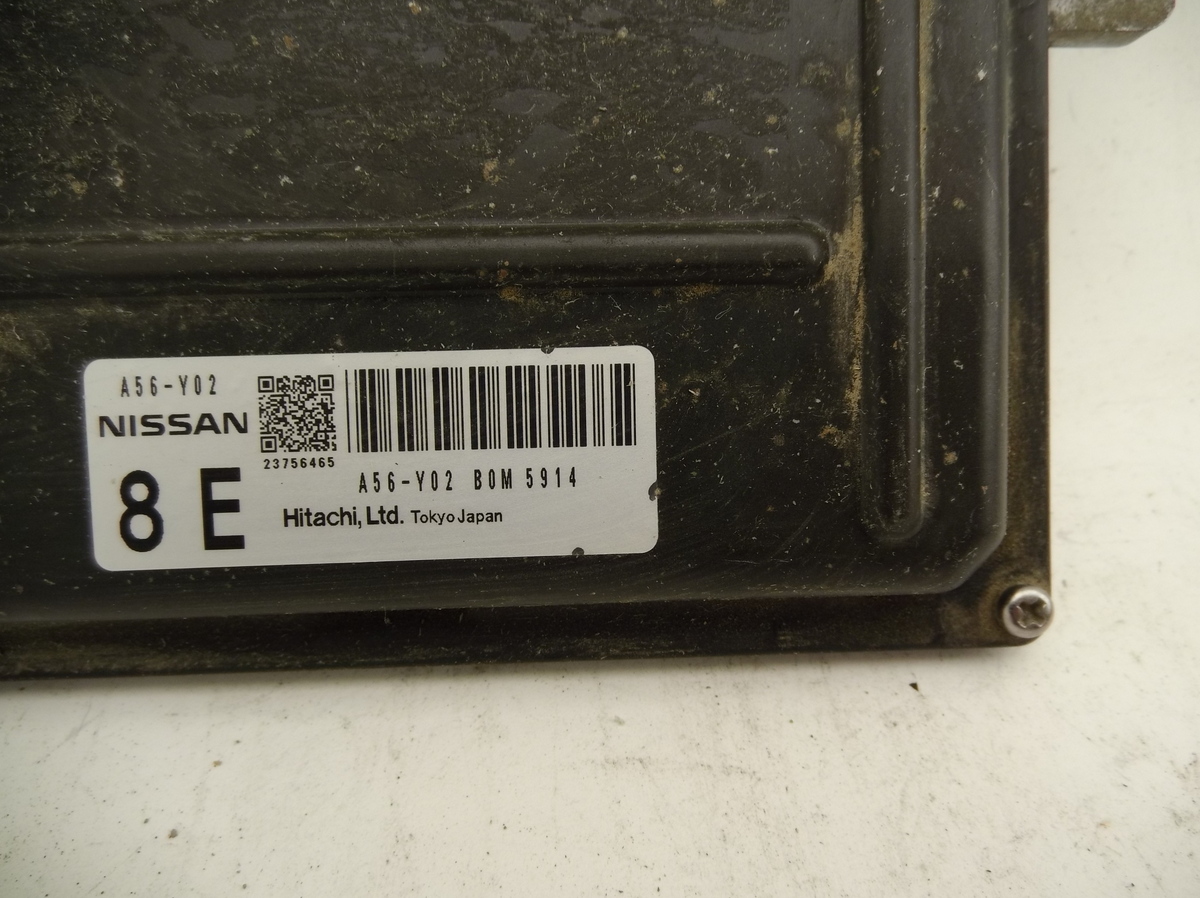 A56-Y02
NISSAN
23756465
A56-Y02 B0M 5914
8 E
Hitachi, Ltd. Tokyo Japan